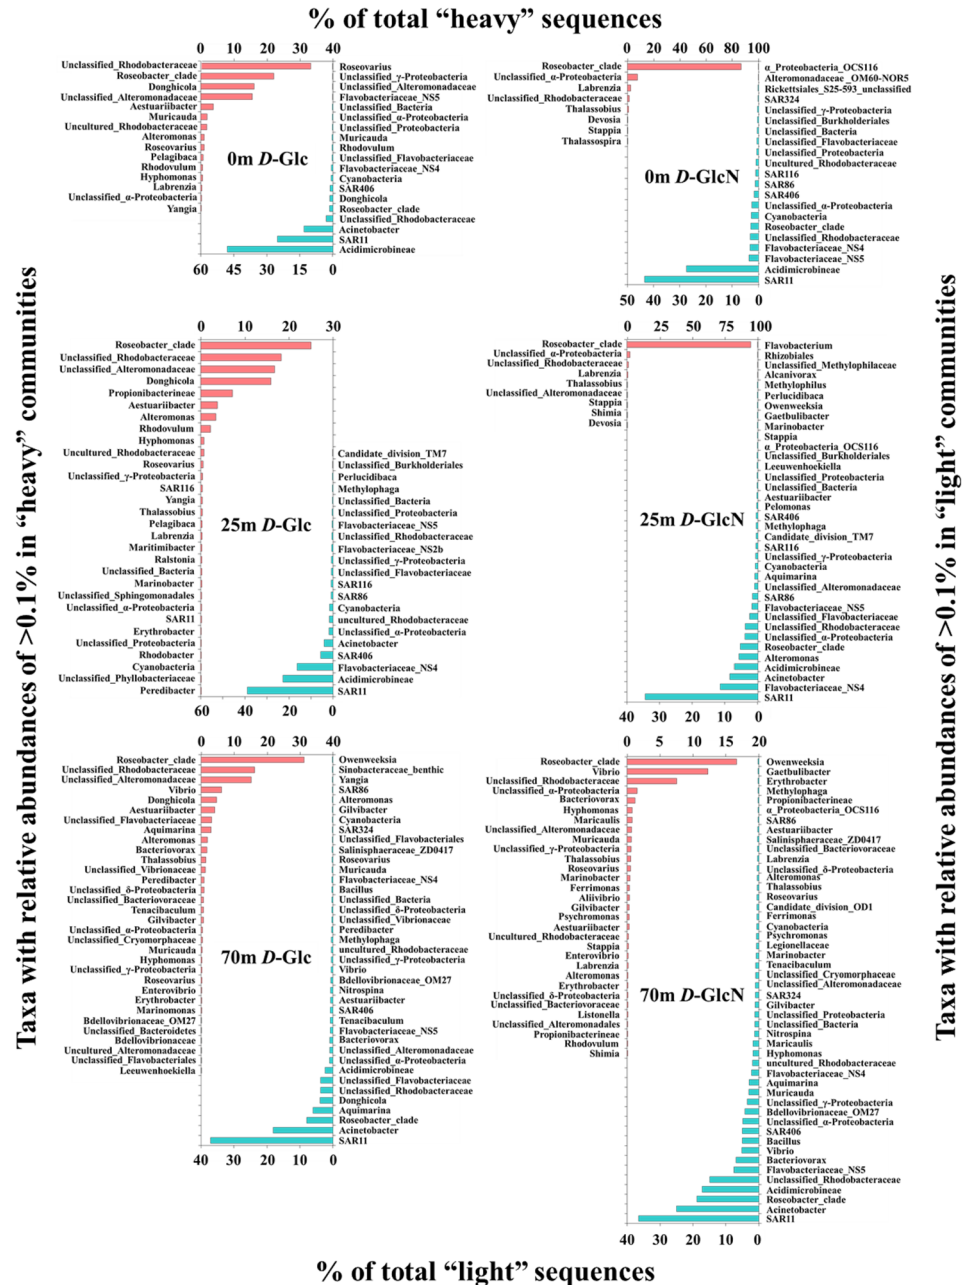 % of total “heavy” sequences
Taxa with relative abundances of >0.1% in “heavy” communities
0 10 20 30 40
Unclassified_Rhodobacteraceae
Roseobacter_clade
Donghicola
Unclassified_Alteromonadaceae
Aestuariibacter
Muricauda
Uncultured_Rhodobacteraceae
Alteromonas
Roseovarius
Pelagibaca
Rhodovulum
Hyphomonas
Labrenzia
Unclassified_α-Proteobacteria
Yangia
0m D-Glc
Roseovarius
Unclassified_γ-Proteobacteria
Unclassified_Alteromonadaceae
Flavobacteriaceae_NS5
Unclassified_Bacteria
Unclassified_α-Proteobacteria
Unclassified_Proteobacteria
Muricauda
Rhodovulum
Unclassified_Flavobacteriaceae
Flavobacteriaceae_NS4
Cyanobacteria
SAR406
Donghicola
Roseobacter_clade
Unclassified_Rhodobacteraceae
Acinetobacter
SAR11
Acidimicrobineae
60 45 30 15 0
0 20 40 60 80 100
Roseobacter_clade
Unclassified_α-Proteobacteria
Labrenzia
Unclassified_Rhodobacteraceae
Thalassobius
Devosia
Stappia
Thalassospira
0m D-GlcN
α_Proteobacteria_OCS116
Alteromonadaceae_OM60-NOR5
Rickettsiales_S25-593_unclassified
SAR324
Unclassified_γ-Proteobacteria
Unclassified_Burkholderiales
Unclassified_Bacteria
Unclassified_Flavobacteriaceae
Unclassified_Proteobacteria
Uncultured_Rhodobacteraceae
SAR116
SAR86
SAR406
Unclassified_α-Proteobacteria
Cyanobacteria
Roseobacter_clade
Unclassified_Rhodobacteraceae
Flavobacteriaceae_NS4
Flavobacteriaceae_NS5
Acidimicrobineae
SAR11
50 40 30 20 10 0
0 10 20 30
Roseobacter_clade
Unclassified_Rhodobacteraceae
Unclassified_Alteromonadaceae
Donghicola
Propionibacterineae
Aestuariibacter
Alteromonas
Rhodovulum
Hyphomonas
Uncultured_Rhodobacteraceae
Roseovarius
Unclassified_γ-Proteobacteria
SAR116
Yangia
Thalassobius
Pelagibaca
Labrenzia
Maritimibacter
Ralstonia
Unclassified_Bacteria
Marinobacter
Unclassified_Sphingomonadales
Unclassified_α-Proteobacteria
SAR11
Erythrobacter
Unclassified_Proteobacteria
Rhodobacter
Cyanobacteria
Unclassified_Phyllobacteriaceae
Peredibacter
25m D-Glc
Candidate_division_TM7
Unclassified_Burkholderiales
Perlucidibaca
Methylophaga
Unclassified_Bacteria
Unclassified_Proteobacteria
Flavobacteriaceae_NS5
Unclassified_Rhodobacteraceae
Flavobacteriaceae_NS2b
Unclassified_γ-Proteobacteria
Unclassified_Flavobacteriaceae
SAR116
SAR86
Cyanobacteria
uncultured_Rhodobacteraceae
Unclassified_α-Proteobacteria
Acinetobacter
SAR406
Flavobacteriaceae_NS4
Acidimicrobineae
SAR11
60 40 20 0
0 25 50 75 100
Roseobacter_clade
Unclassified_α-Proteobacteria
Unclassified_Rhodobacteraceae
Labrenzia
Thalassobius
Unclassified_Alteromonadaceae
Stappia
Shimia
Devosia
25m D-GlcN
Flavobacterium
Rhizobiales
Unclassified_Methylophilaceae
Alcanivorax
Methylophilus
Perlucidibaca
Owenweeksia
Gaetbulibacter
Marinobacter
Stappia
α_Proteobacteria_OCS116
Unclassified_Burkholderiales
Leeuwenhoekiella
Unclassified_Proteobacteria
Unclassified_Bacteria
Aestuariibacter
Pelomonas
SAR406
Methylophaga
Candidate_division_TM7
SAR116
Unclassified_γ-Proteobacteria
Cyanobacteria
Aquimarina
Unclassified_Alteromonadaceae
SAR86
Flavobacteriaceae_NS5
Unclassified_Flavobacteriaceae
Unclassified_Rhodobacteraceae
Unclassified_α-Proteobacteria
Roseobacter_clade
Alteromonas
Acidimicrobineae
Acinetobacter
Flavobacteriaceae_NS4
SAR11
40 30 20 10 0
0 10 20 30 40
Roseobacter_clade
Unclassified_Rhodobacteraceae
Unclassified_Alteromonadaceae
Vibrio
Donghicola
Aestuariibacter
Unclassified_Flavobacteriaceae
Aquimarina
Alteromonas
Bacteriovorax
Thalassobius
Unclassified_Vibrionaceae
Peredibacter
Unclassified_δ-Proteobacteria
Unclassified_Bacteriovoraceae
Tenacibaculum
Gilvibacter
Unclassified_α-Proteobacteria
Unclassified_Cryomorphaceae
Muricauda
Hyphomonas
Unclassified_γ-Proteobacteria
Roseovarius
Enterovibrio
Erythrobacter
Marinomonas
Bdellovibrionaceae_OM27
Unclassified_Bacteroidetes
Bdellovibrionaceae
Uncultured_Alteromonadaceae
Unclassified_Flavobacteriales
Leeuwenhoekiella
70m D-Glc
Owenweeksia
Sinobacteraceae_benthic
Yangia
SAR86
Alteromonas
Gilvibacter
Cyanobacteria
SAR324
Unclassified_Flavobacteriales
Salinisphaeraceae_ZD0417
Roseovarius
Muricauda
Flavobacteriaceae_NS4
Bacillus
Unclassified_Bacteria
Unclassified_δ-Proteobacteria
Unclassified_Vibrionaceae
Peredibacter
Methylophaga
uncultured_Rhodobacteraceae
Unclassified_γ-Proteobacteria
Vibrio
Bdellovibrionaceae_OM27
Nitrospina
Aestuariibacter
SAR406
Tenacibaculum
Flavobacteriaceae_NS5
Bacteriovorax
Unclassified_Alteromonadaceae
Unclassified_α-Proteobacteria
Acidimicrobineae
Unclassified_Flavobacteriaceae
Unclassified_Rhodobacteraceae
Donghicola
Aquimarina
Roseobacter_clade
Acinetobacter
SAR11
40 30 20 10 0
0 5 10 15 20
Roseobacter_clade
Vibrio
Unclassified_Rhodobacteraceae
Unclassified_α-Proteobacteria
Bacteriovorax
Hyphomonas
Maricaulis
Unclassified_Alteromonadaceae
Muricauda
Unclassified_γ-Proteobacteria
Thalassobius
Roseovarius
Marinobacter
Ferrimonas
Aliivibrio
Gilvibacter
Psychromonas
Aestuariibacter
Uncultured_Rhodobacteraceae
Stappia
Enterovibrio
Labrenzia
Alteromonas
Erythrobacter
Unclassified_δ-Proteobacteria
Unclassified_Bacteriovoraceae
Listonella
Unclassified_Alteromonadales
Propionibacterineae
Rhodovulum
Shimia
70m D-GlcN
Owenweeksia
Gaetbulibacter
Erythrobacter
Methylophaga
Propionibacterineae
α_Proteobacteria_OCS116
SAR86
Aestuariibacter
Salinisphaeraceae_ZD0417
Unclassified_Bacteriovoraceae
Labrenzia
Unclassified_δ-Proteobacteria
Alteromonas
Thalassobius
Roseovarius
Candidate_division_OD1
Ferrimonas
Cyanobacteria
Psychromonas
Legionellaceae
Marinobacter
Tenacibaculum
Unclassified_Cryomorphaceae
Unclassified_Alteromonadaceae
SAR324
Gilvibacter
Unclassified_Proteobacteria
Unclassified_Bacteria
Nitrospina
Maricaulis
Hyphomonas
uncultured_Rhodobacteraceae
Flavobacteriaceae_NS4
Aquimarina
Muricauda
Unclassified_γ-Proteobacteria
Bdellovibrionaceae_OM27
Unclassified_α-Proteobacteria
SAR406
Bacillus
Vibrio
Bacteriovorax
Flavobacteriaceae_NS5
Unclassified_Rhodobacteraceae
Acidimicrobineae
Roseobacter_clade
Acinetobacter
SAR11
40 30 20 10 0
Taxa with relative abundances of >0.1% in “light” communities
% of total “light” sequences